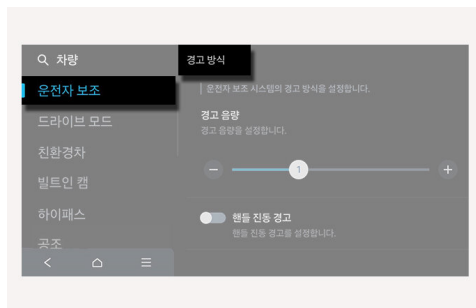 차량
경고 방식
운전자 보조
운전자 보조 시스템의 경고 방식을 설정합니다.
드라이브 모드
경고 음량
경고 음량을 설정합니다.
친환경차
1
빌트인 캠
하이패스
핸들 진동 경고
핸들 진동 경고를 설정합니다.
공조